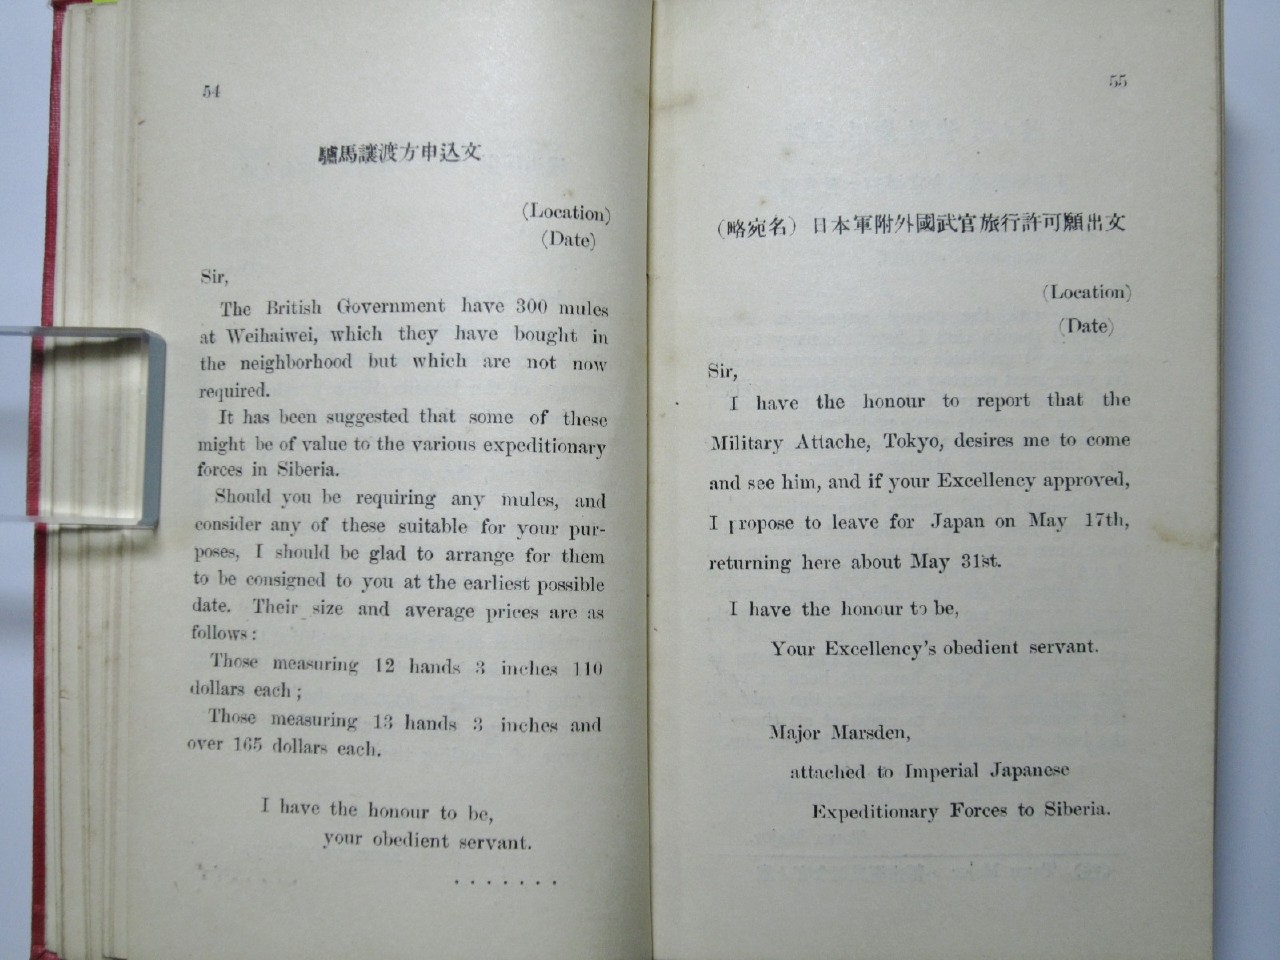 54
驢馬讓渡方申込文
(Location)
(Date)
Sir,
The British Government have 300 mules
at Weihaiwei, which they have bought in
the neighborhood but which are not now
required.
It has been suggested that some of these
might be of value to the various expeditionary
forces in Siberia.
Should you be requiring any mules, and
consider any of these suitable for your pur-
poses, I should be glad to arrange for them
to be consigned to you at the earliest possible
date. Their size and average prices are as
follows:
Those measuring 12 hands 3 inches 110
dollars each;
Those measuring 13 hands 3 inches and
over 165 dollars each.
I have the honour to be,
your obedient servant.
.......
55
(略宛名) 日本軍附外國武官旅行許可願出文
(Location)
(Date)
Sir,
I have the honour to report that the
Military Attache, Tokyo, desires me to come
and see him, and if your Excellency approved,
I propose to leave for Japan on May 17th,
returning here about May 31st.
I have the honour to be,
Your Excellency's obedient servant.
Major Marsden,
attached to Imperial Japanese
Expeditionary Forces to Siberia.